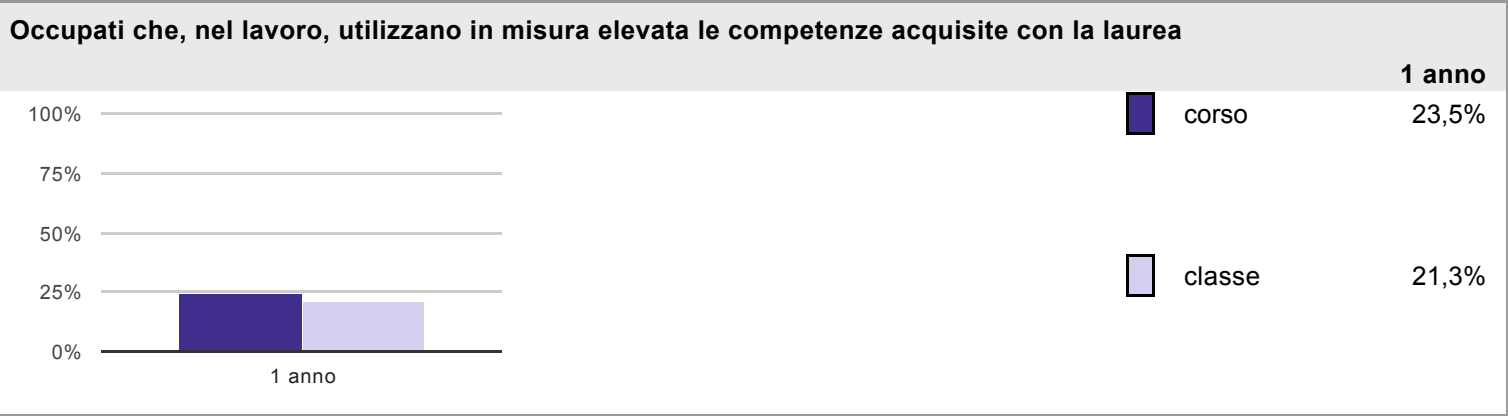 Occupati che, nel lavoro, utilizzano in misura elevata le competenze acquisite con la laurea
1 anno
100%
75%
50%
25%
0%
1 anno
corso 23,5%
classe 21,3%